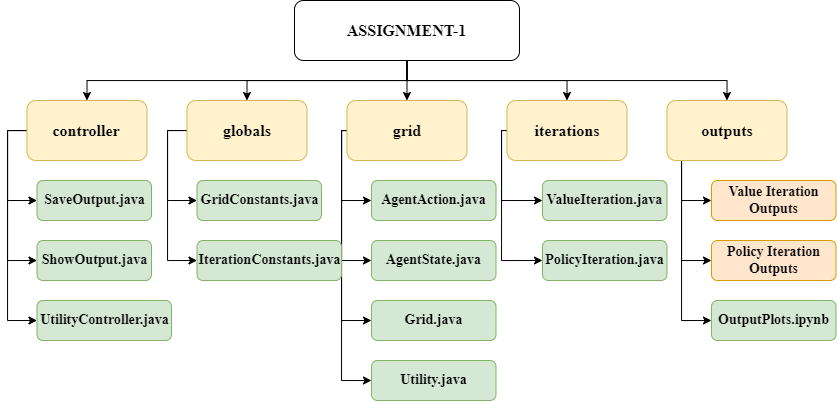 ASSIGNMENT-1
controller
globals
grid
iterations
outputs
SaveOutput.java
GridConstants.java
AgentAction.java
ValueIteration.java
Value Iteration
Outputs
ShowOutput.java
IterationConstants.java
AgentState.java
PolicyIteration.java
Policy Iteration
Outputs
UtilityController.java
Grid.java
OutputPlots.ipynb
Utility.java